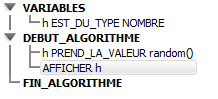 VARIABLES
h EST_DU_TYPE NOMBRE
DEBUT_ALGORITHME
h PREND_LA_VALEUR random()
AFFICHER h
FIN_ALGORITHME